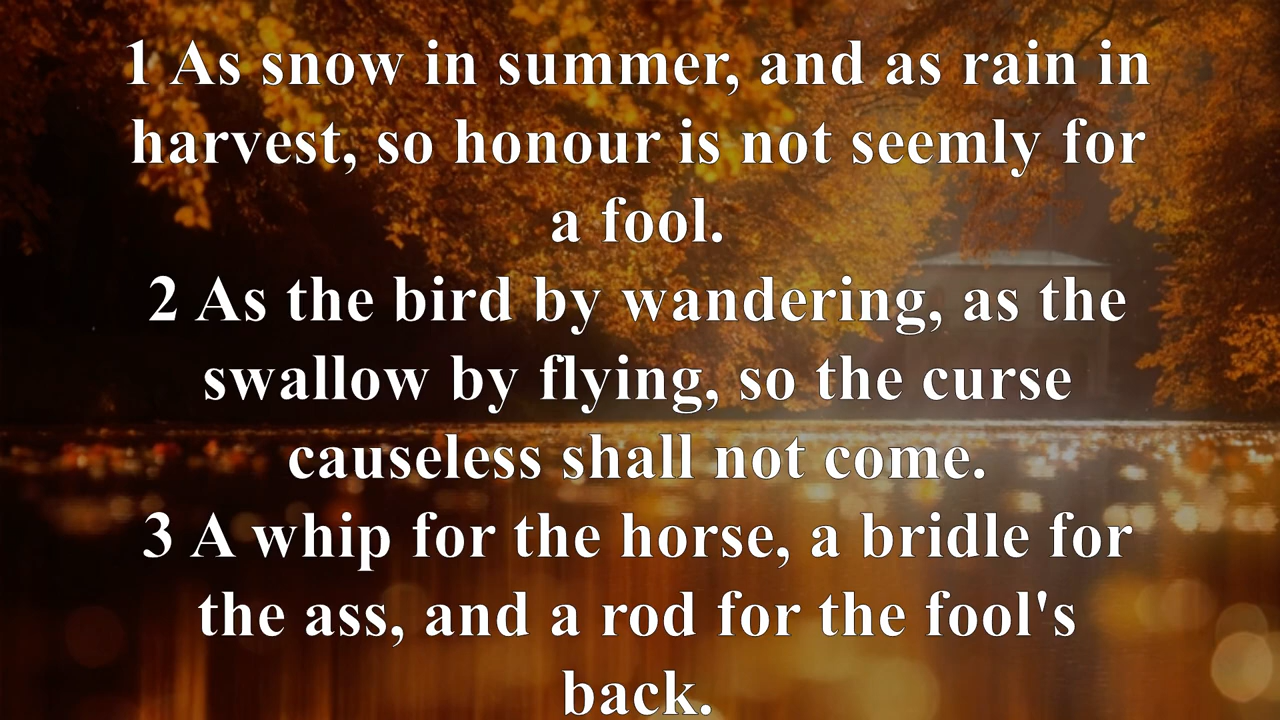 1 As snow in summer, and as rain in
harvest, so honour is not seemly for
a fool.
2 As the bird by wandering, as the
swallow by flying, so the curse
causeless shall not come.
3 A whip for the horse, a bridle for
the ass, and a rod for the fool's
back.